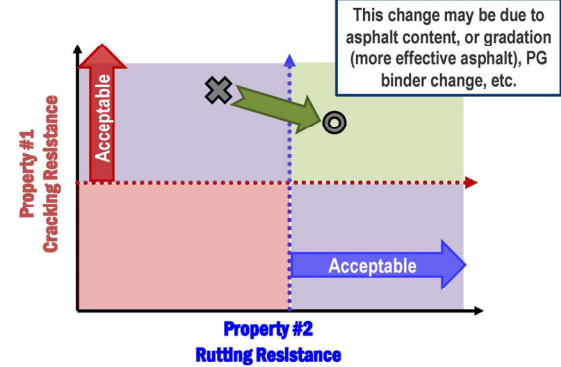 This change may be due to
asphalt content, or gradation
(more effective asphalt), PG
binder change, etc.
Acceptable
Property #1
Cracking Resistance
Acceptable
Property #2
Rutting Resistance